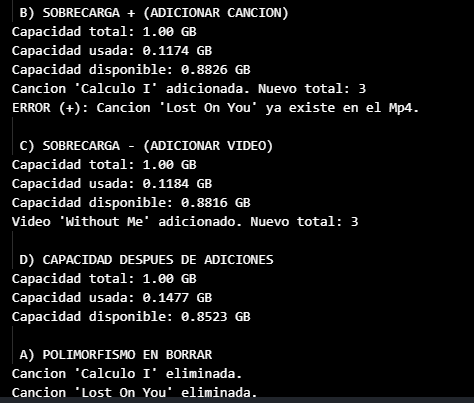 B) SOBRECARGA + (ADICIONAR CANCION)
Capacidad total: 1.00 GB
Capacidad usada: 0.1174 GB
Capacidad disponible: 0.8826 GB
Cancion 'Calculo I' adicionada. Nuevo total: 3
ERROR (+): Cancion 'Lost On You' ya existe en el Mp4.
C) SOBRECARGA - (ADICIONAR VIDEO)
Capacidad total: 1.00 GB
Capacidad usada: 0.1184 GB
Capacidad disponible: 0.8816 GB
Video 'Without Me' adicionado. Nuevo total: 3
D) CAPACIDAD DESPUES DE ADICIONES
Capacidad total: 1.00 GB
Capacidad usada: 0.1477 GB
Capacidad disponible: 0.8523 GB
A) POLIMORFISMO EN BORRAR
Cancion 'Calculo I' eliminada.
Cancion 'Lost On You' eliminada.